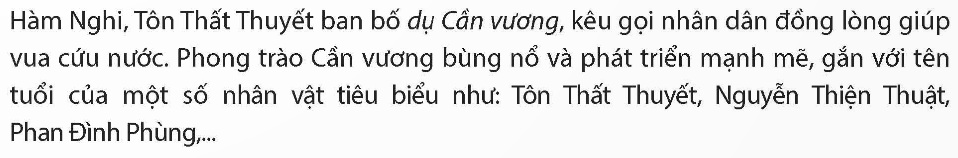 Hàm Nghi, Tôn Thất Thuyết ban bố dụ Cần vương, kêu gọi nhân dân đồng lòng giúp
vua cứu nước. Phong trào Cần vương bùng nổ và phát triển mạnh mẽ, gắn với tên
tuổi của một số nhân vật tiêu biểu như: Tôn Thất Thuyết, Nguyễn Thiện Thuật,
Phan Đình Phùng,...